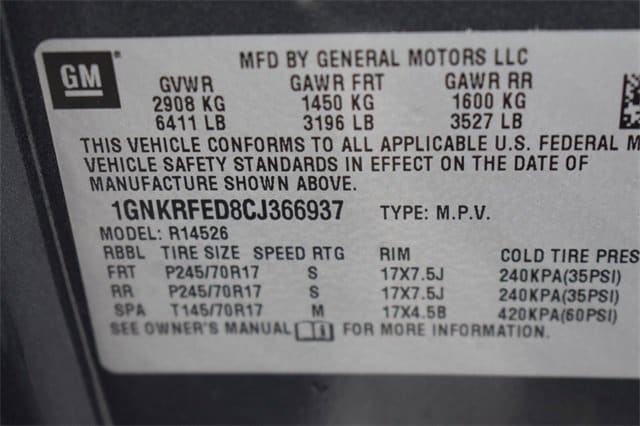 GM
MFD BY GENERAL MOTORS LLC
GVWR GAWR FRT GAWR RR
2908 KG 1450 KG 1600 KG
6411 LB 3196 LB 3527 LB
THIS VEHICLE CONFORMS TO ALL APPLICABLE U.S. FEDERAL M
VEHICLE SAFETY STANDARDS IN EFFECT ON THE DATE OF
MANUFACTURE SHOWN ABOVE.
1GNKRFED8CJ366937 TYPE: M.P.V.
MODEL: R14526
RBBL TIRE SIZE SPEED RTG RIM COLD TIRE PRES
FRT P245/70R17 S 17X7.5J 240KPA(35PSI)
RR P245/70R17 S 17X7.5J 240KPA(35PSI)
SPA T145/70R17 M 17X4.5B 420KPA(60PSI)
SEE OWNER'S MANUAL FOR MORE INFORMATION.